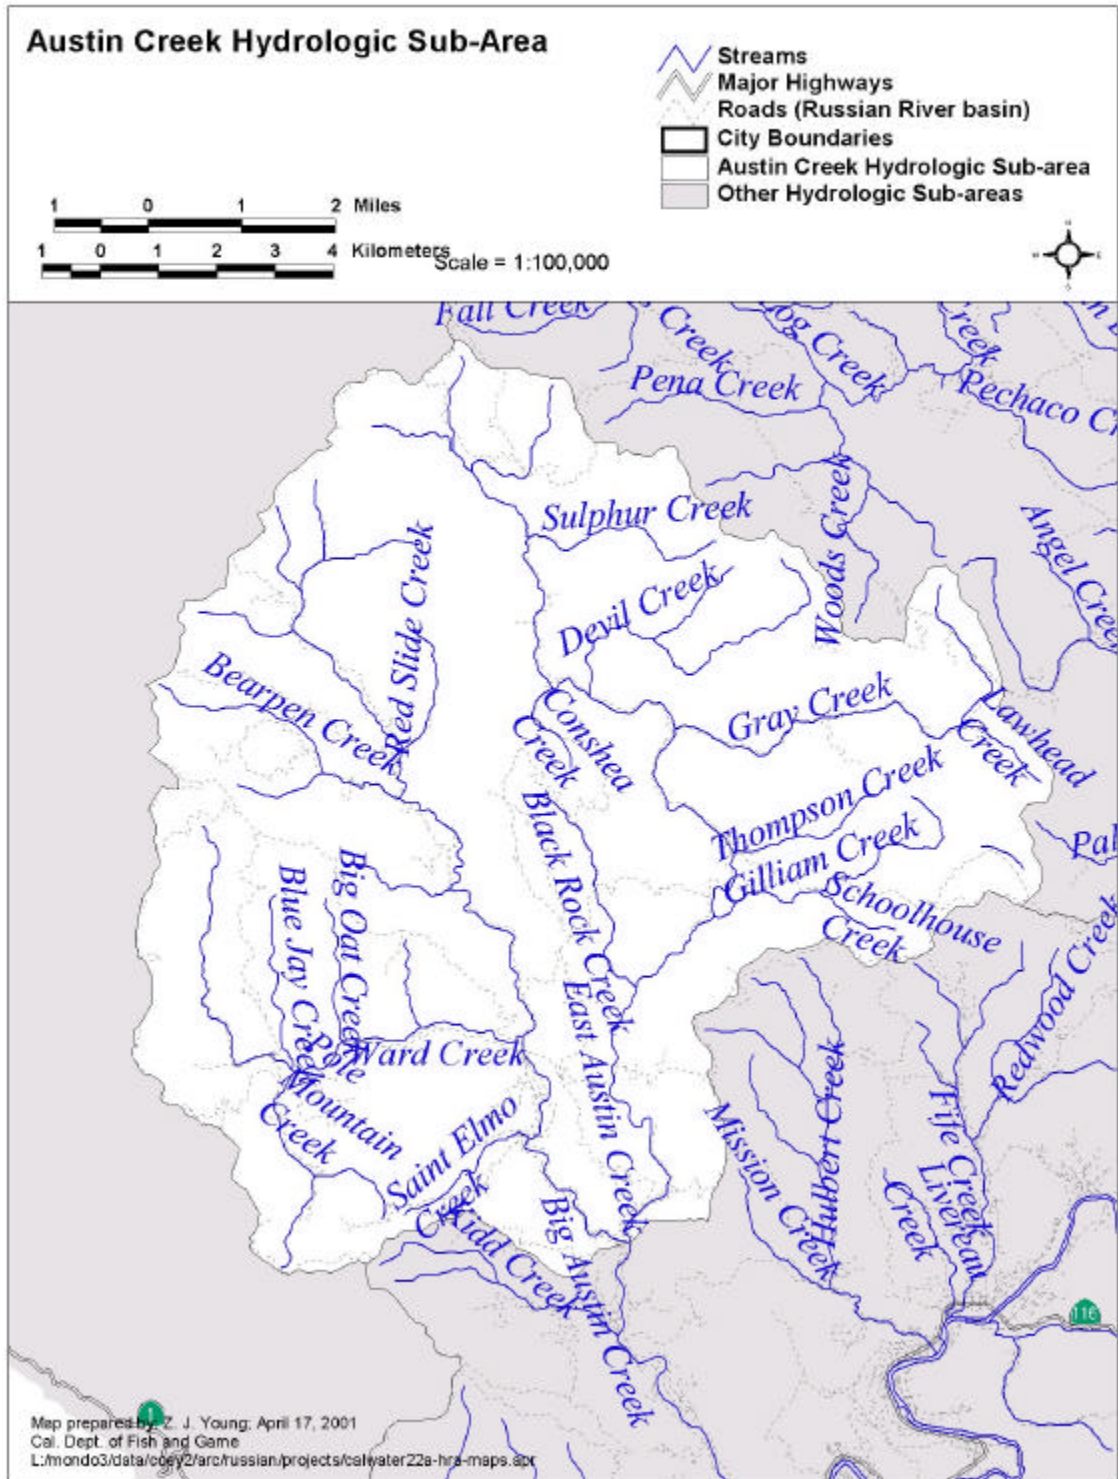 Austin Creek Hydrologic Sub-Area
Streams
Major Highways
Roads (Russian River basin)
City Boundaries
Austin Creek Hydrologic Sub-area
Other Hydrologic Sub-areas
1 0 1 2 Miles
1 0 1 2 3 4 Kilometers
Scale = 1:100,000
Fall Creek
Creek
Creek
Creek
Pena Creek
Pechaco
Sulphur Creek
Woods Creek
Angel Creek
Devil Creek
Red Slide Creek
Bearpen Creek
Gray Creek
Conshea
Creek
Lawhead
Creek
Black Rock Creek
Thompson Creek
Gilliam Creek
Schoolhouse
Creek
Pal
Big Oat Creek
Blue Jay Creek
East Austin Creek
Redwood Creek
Ward Creek
Pole
Mountain
Creek
Saint Elmo
Creek
Kidd Creek
Big Austin Creek
Mission Creek
Hulbert Creek
Fife Creek
Creek
116
1
Map prepared by: Z. J. Young; April 17, 2001
Cal. Dept. of Fish and Game
L:/mondo3/data/coey2/arc/russian/projects/calwater22a-hra-maps.apr